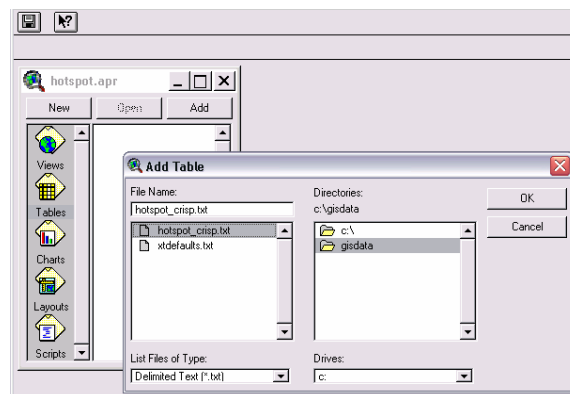 hotspot.apr
New Open Add
Views
Tables
Charts
Layouts
Scripts
Add Table
File Name:
hotspot_crisp.txt
hotspot_crisp.txt
xtdefaults.txt
List Files of Type:
Delimited Text (*.txt)
Directories:
c:\gisdata
c:\
gisdata
Drives:
c:
OK
Cancel